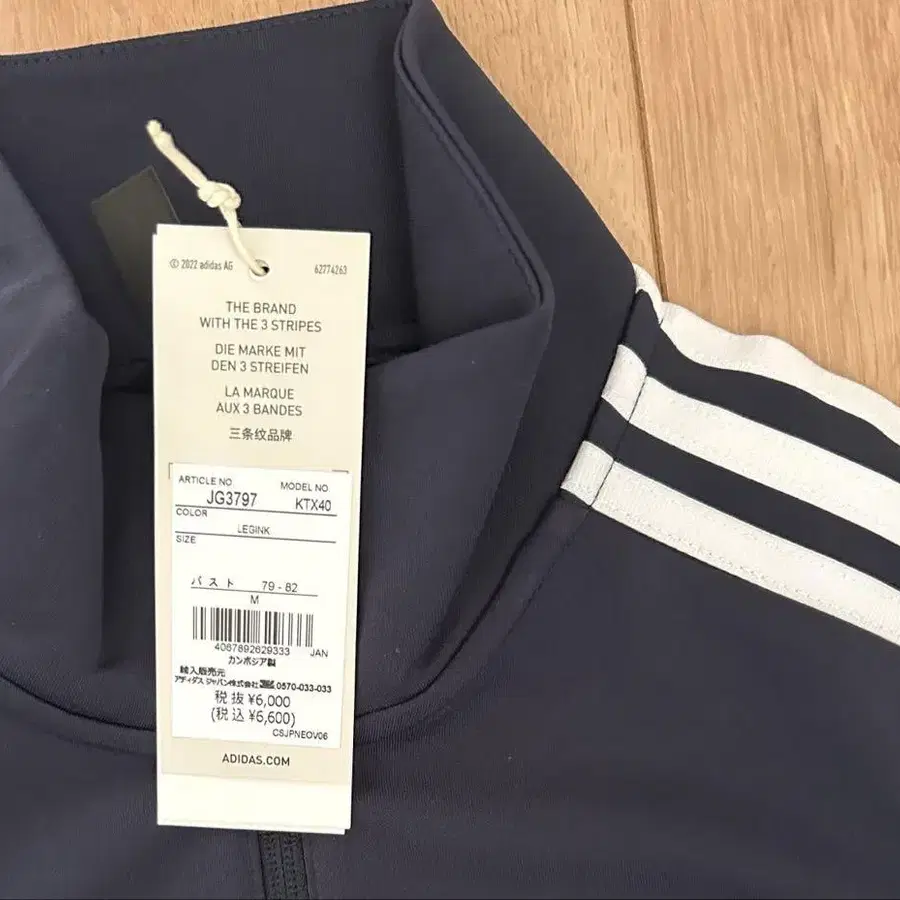 © 2022 adidas AG 62774263
THE BRAND
WITH THE 3 STRIPES
DIE MARKE MIT
DEN 3 STREIFEN
LA MARQUE
AUX 3 BANDES
三条纹品牌
ARTICLE NO MODEL NO
JG3797 KTX40
COLOR
LEGINK
SIZE
バスト 79 - 82
M
4067892629333 JAN
カンボジア製
輸入販売元
アディダス ジャパン株式会社 0570-033-033
税抜 ¥6,000
(税込 ¥6,600)
CSJPNEOV06
ADIDAS.COM